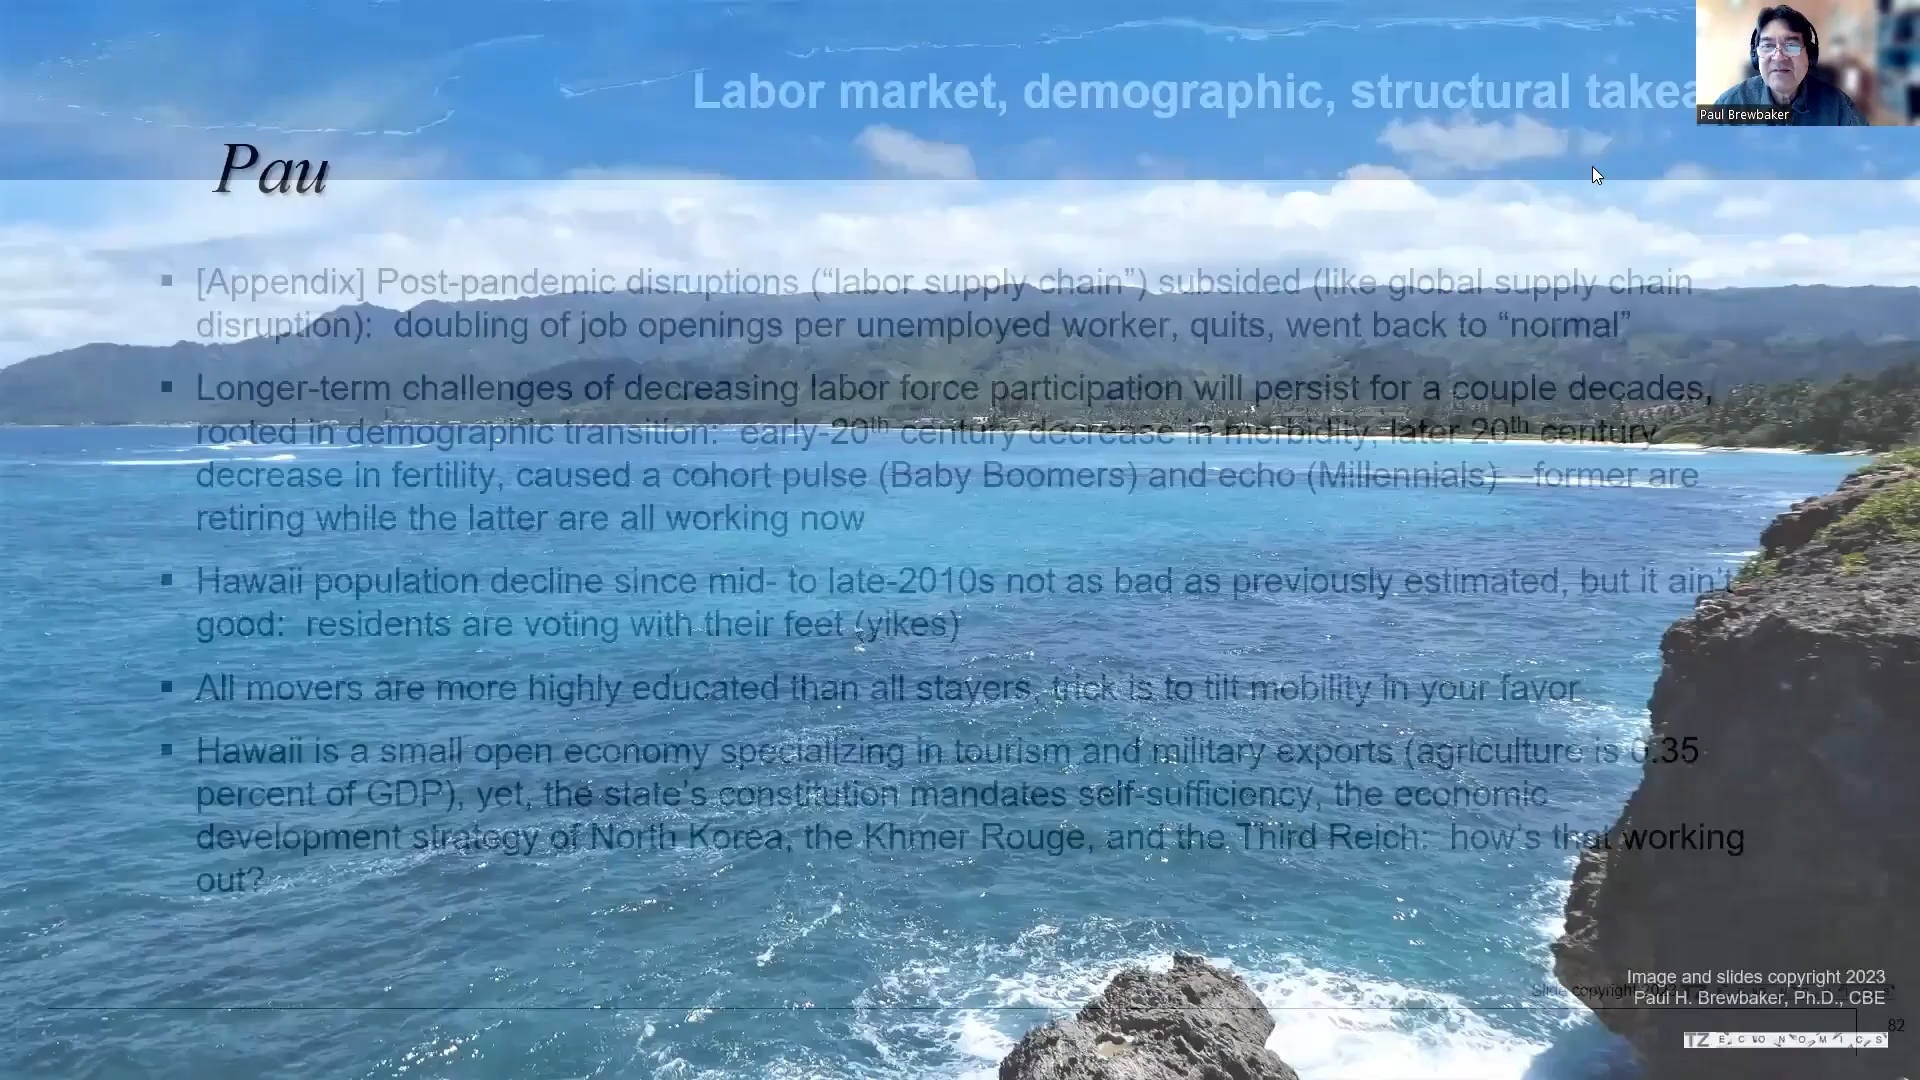 Labor market, demographic, structural takea
Paul Brewbaker
Pau
[Appendix] Post-pandemic disruptions (“labor supply chain”) subsided (like global supply chain
disruption):  doubling of job openings per unemployed worker, quits, went back to “normal”
Longer-term challenges of decreasing labor force participation will persist for a couple decades,
rooted in demographic transition:  early-20th century decrease in morbidity, later 20th century
decrease in fertility, caused a cohort pulse (Baby Boomers) and echo (Millennials)—former are
retiring while the latter are all working now
Hawaii population decline since mid- to late-2010s not as bad as previously estimated, but it ain’t
good:  residents are voting with their feet (yikes)
All movers are more highly educated than all stayers, trick is to tilt mobility in your favor
Hawaii is a small open economy specializing in tourism and military exports (agriculture is 0.35
percent of GDP), yet, the state’s constitution mandates self-sufficiency, the economic
development strategy of North Korea, the Khmer Rouge, and the Third Reich:  how’s that working
out?
Image and slides copyright 2023
Slide copyright 2023
Paul H. Brewbaker, Ph.D., CBE
82
TZ ECONOMICS